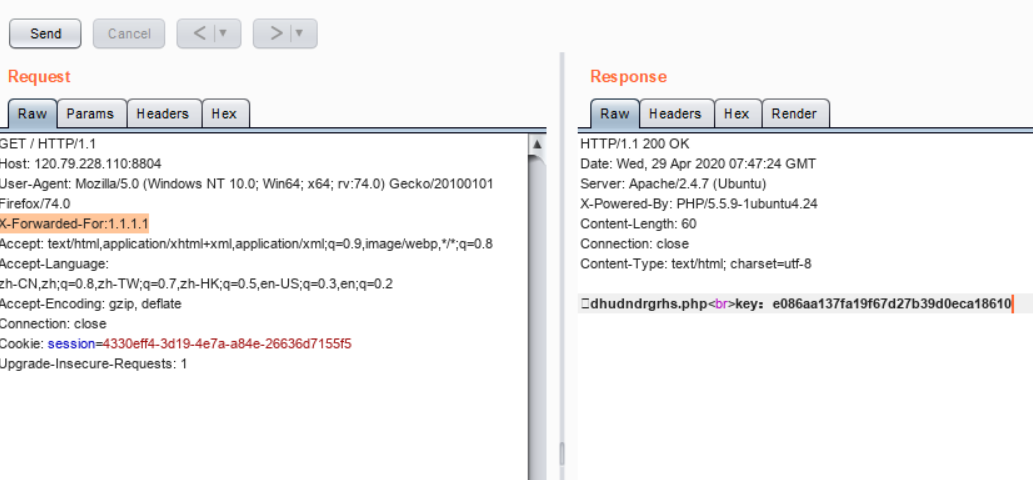 Send Cancel < ▼ > ▼
Request
Raw Params Headers Hex
GET / HTTP/1.1
Host: 120.79.228.110:8804
User-Agent: Mozilla/5.0 (Windows NT 10.0; Win64; x64; rv:74.0) Gecko/20100101
Firefox/74.0
X-Forwarded-For:1.1.1.1
Accept: text/html,application/xhtml+xml,application/xml;q=0.9,image/webp,*/*;q=0.8
Accept-Language:
zh-CN,zh;q=0.8,zh-TW;q=0.7,zh-HK;q=0.5,en-US;q=0.3,en;q=0.2
Accept-Encoding: gzip, deflate
Connection: close
Cookie: session=4330eff4-3d19-4e7a-a84e-26636d7155f5
Upgrade-Insecure-Requests: 1
Response
Raw Headers Hex Render
HTTP/1.1 200 OK
Date: Wed, 29 Apr 2020 07:47:24 GMT
Server: Apache/2.4.7 (Ubuntu)
X-Powered-By: PHP/5.5.9-1ubuntu4.24
Content-Length: 60
Connection: close
Content-Type: text/html; charset=utf-8
dhudndrgrhs.php<br>key：e086aa137fa19f67d27b39d0eca18610